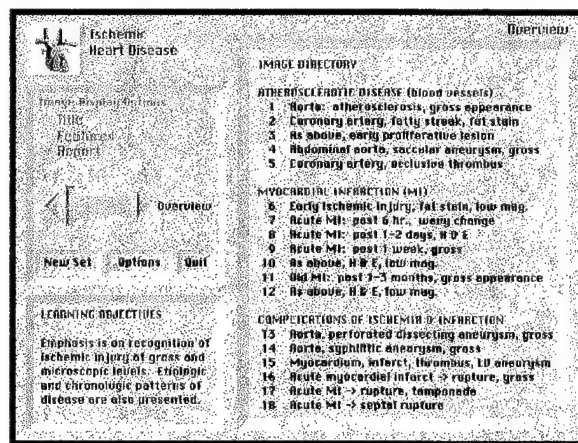 Ischemic
Heart Disease
Image Display Options
Title
Features
Report
Overview
New Set
Options
Quit
LEARNING OBJECTIVES
Emphasis is on recognition of
ischemic injury at gross and
microscopic levels. Etiologic
and chronologic patterns of
disease are also presented.
Overview
IMAGE DIRECTORY
ATHEROSCLEROTIC DISEASE (blood vessels)
1 Aorta: atherosclerosis, gross appearance
2 Coronary artery, fatty streak, fat stain
3 As above, early proliferative lesion
4 Abdominal aorta, saccular aneurysm, gross
5 Coronary artery, occlusive thrombus
MYOCARDIAL INFARCTION (MI)
6 Early ischemic injury, fat stain, low mag.
7 Acute MI: post 6 hr., wavy change
8 Acute MI: post 1-2 days, H & E
9 Acute MI: post 1 week, gross
10 As above, H & E, low mag.
11 Old MI: past 1-3 months, gross appearance
12 As above, H & E, low mag.
COMPLICATIONS OF ISCHEMIA & INFARCTION
13 Aorta, perforated dissecting aneurysm, gross
14 Aorta, syphilitic aneurysm, gross
15 Myocardium, infarct, thrombus, LV aneurysm
16 Acute myocardial infarct → rupture, gross
17 Acute MI → rupture, tamponade
18 Acute MI → septal rupture